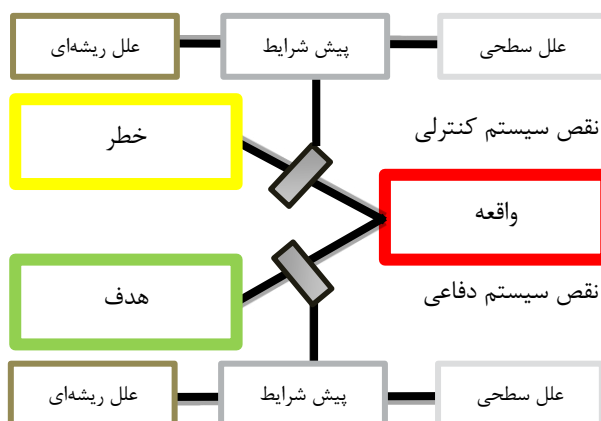 علل سطحی
پیش شرایط
علل ریشه‌ای
نقص سیستم کنترلی
خطر
واقعه
نقص سیستم دفاعی
هدف
علل سطحی
پیش شرایط
علل ریشه‌ای